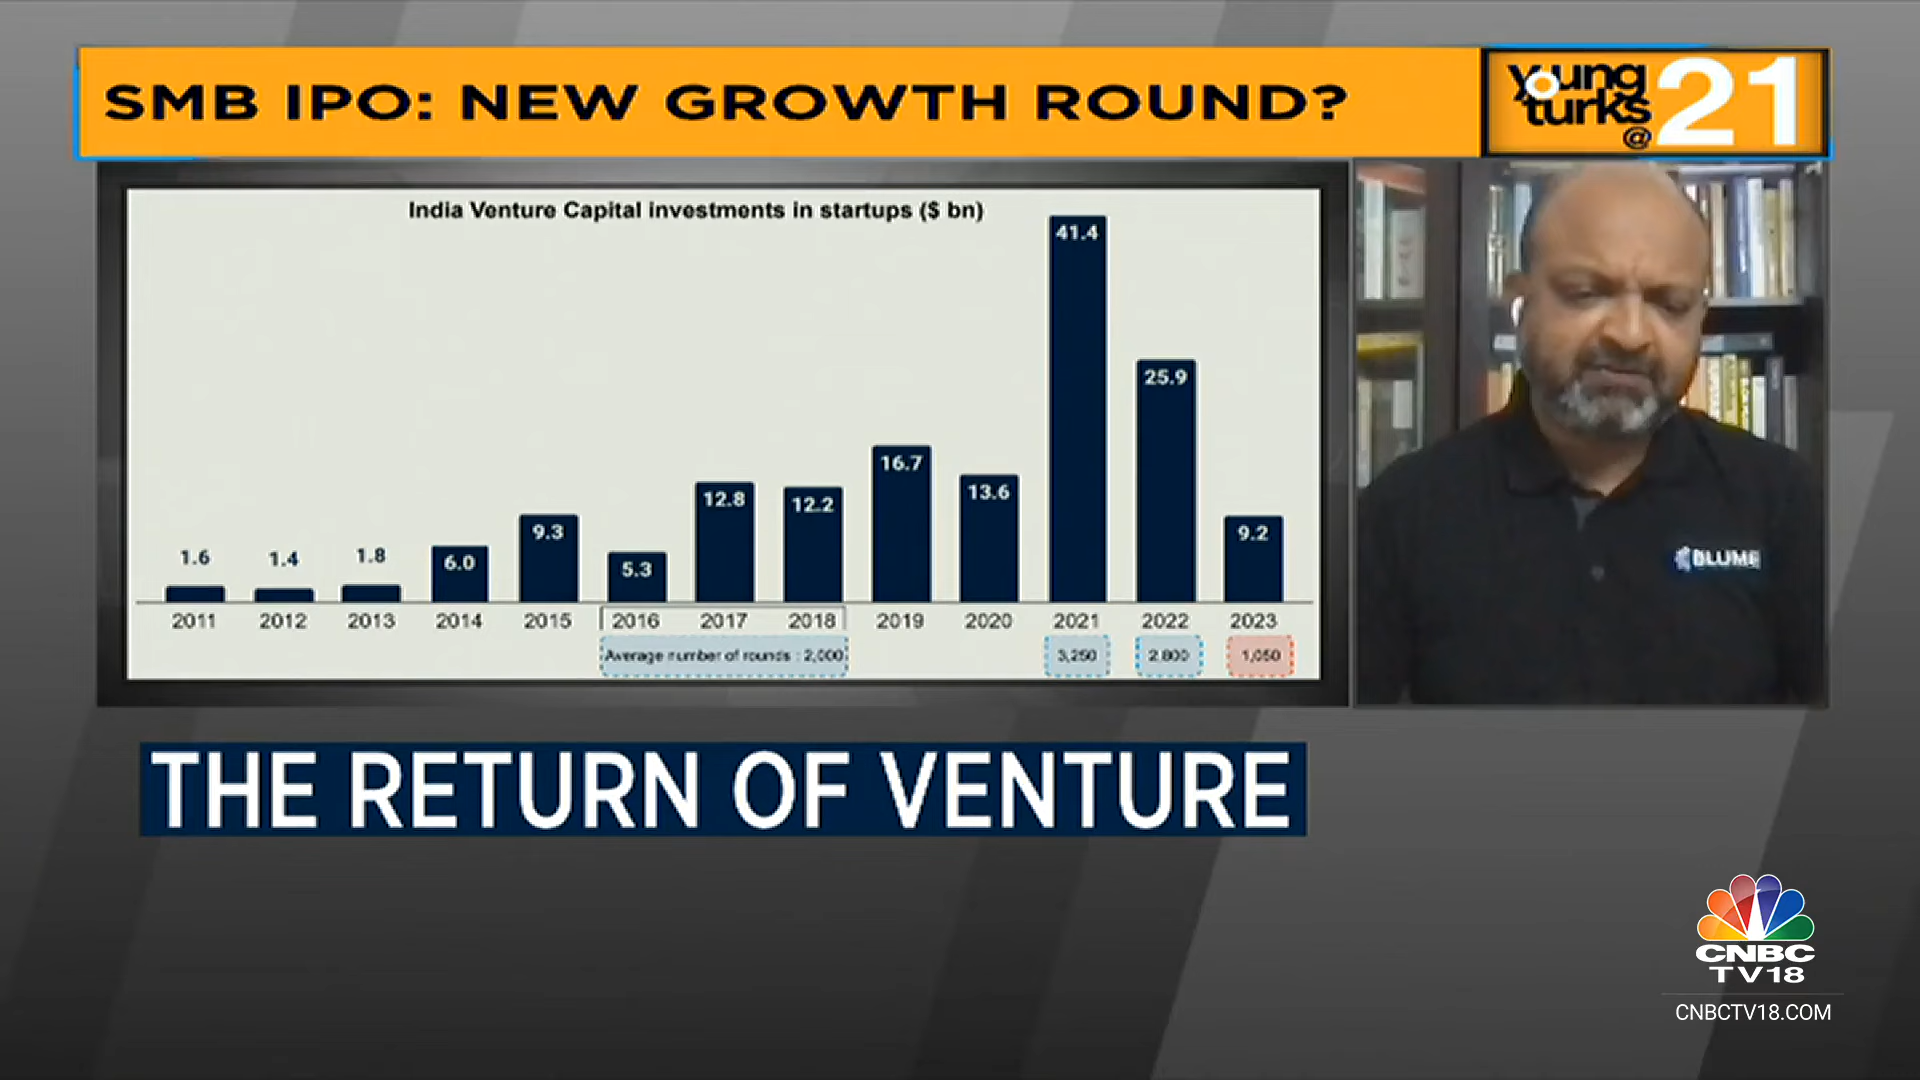 SMB IPO: NEW GROWTH ROUND?
young
turks
@ 21
India Venture Capital investments in startups ($ bn)
41.4
25.9
16.7
13.6
12.8
12.2
9.3
9.2
6.0
5.3
1.8
1.6
1.4
2011 2012 2013 2014 2015 2016 2017 2018 2019 2020 2021 2022 2023
Average number of rounds : 2,000 3,250 2,800 1,050
BLUME
THE RETURN OF VENTURE
CNBC
TV18
CNBCTV18.COM